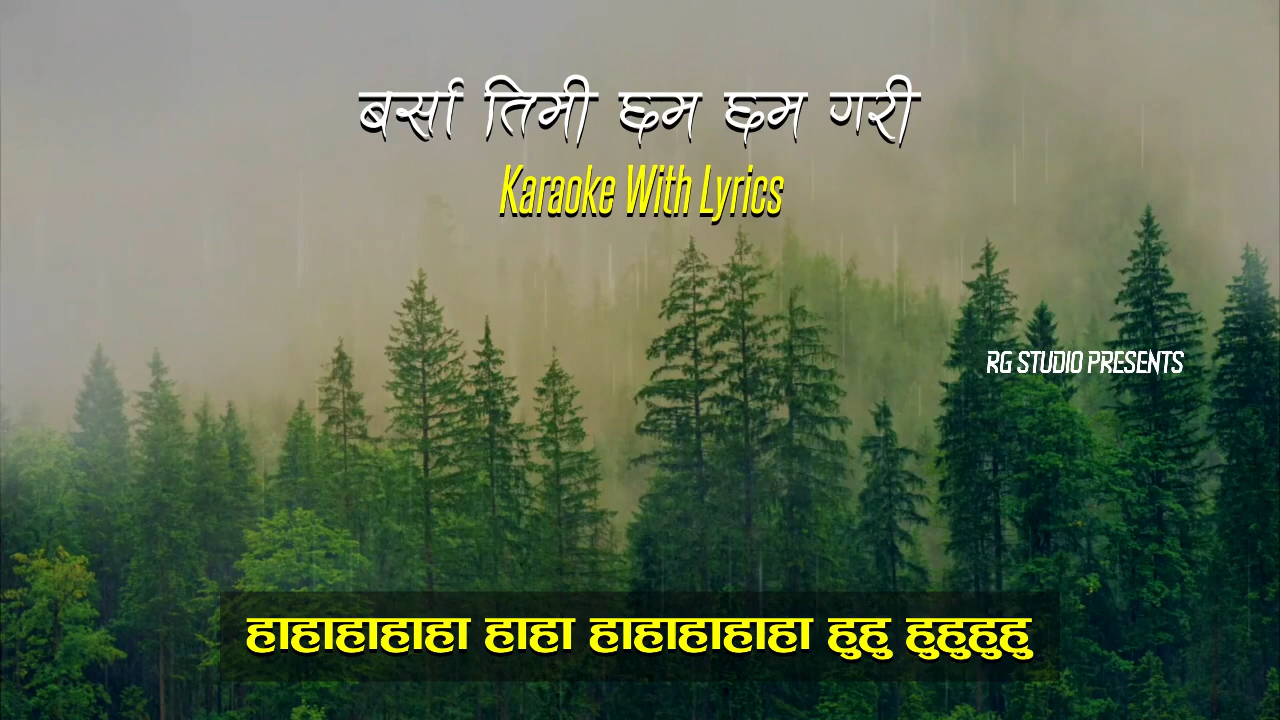 बर्सा तिमी छम छम गरी
Karaoke With Lyrics
RG STUDIO PRESENTS
हाहाहाहाहा हाहा हाहाहाहाहा हुहु हुहुहुहु